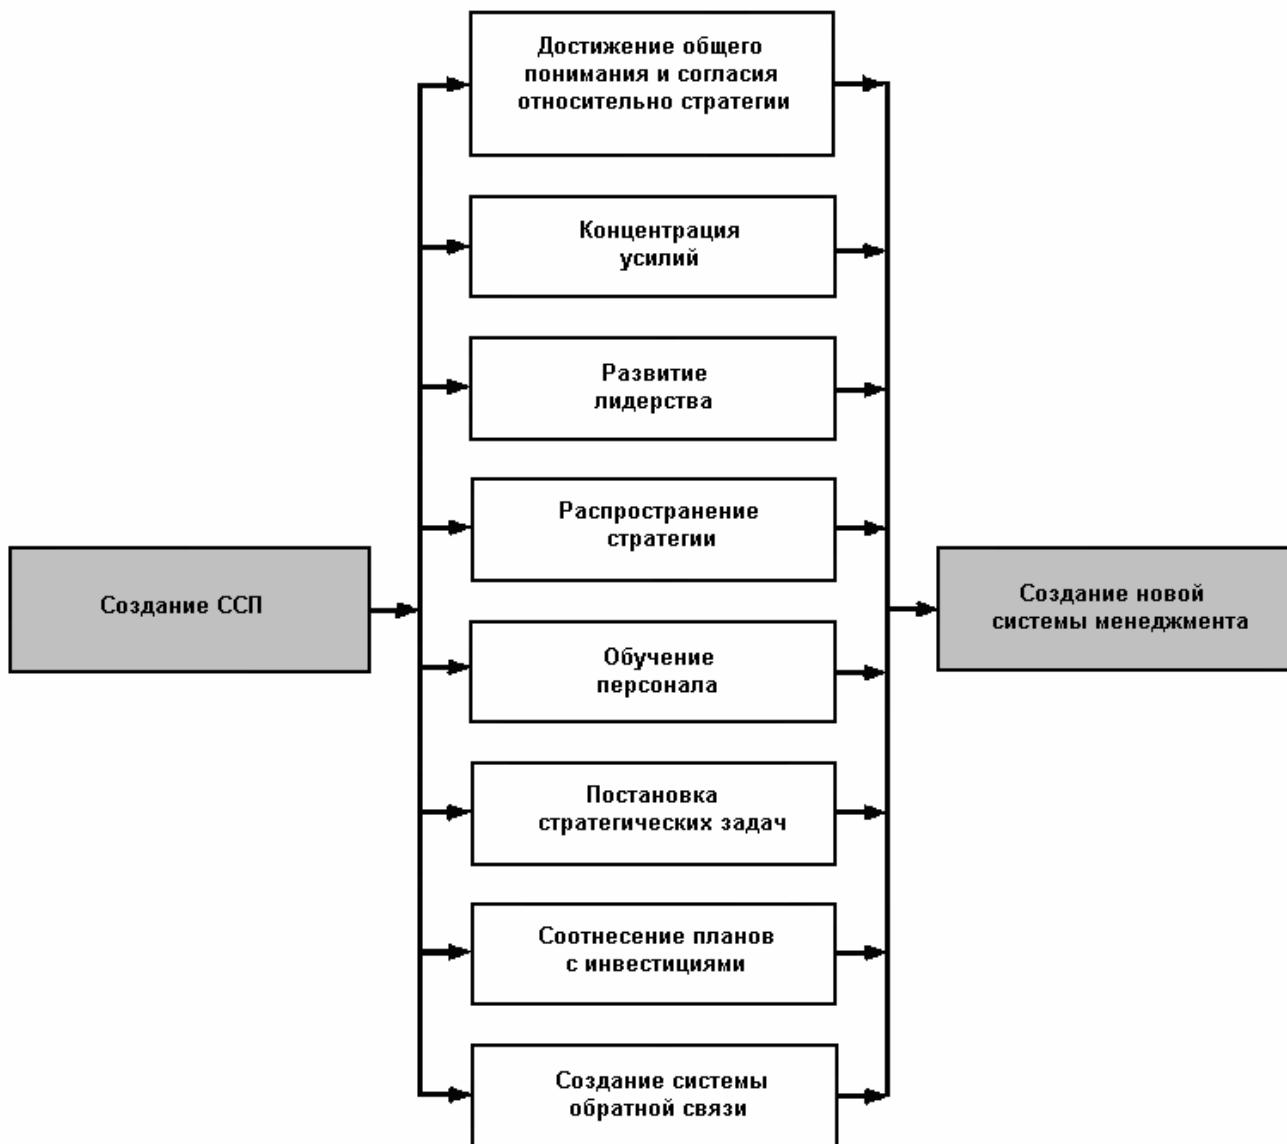 Достижение общего
понимания и согласия
относительно стратегии
Концентрация
усилий
Развитие
лидерства
Распространение
стратегии
Создание ССП
Создание новой
системы менеджмента
Обучение
персонала
Постановка
стратегических задач
Соотнесение планов
с инвестициями
Создание системы
обратной связи